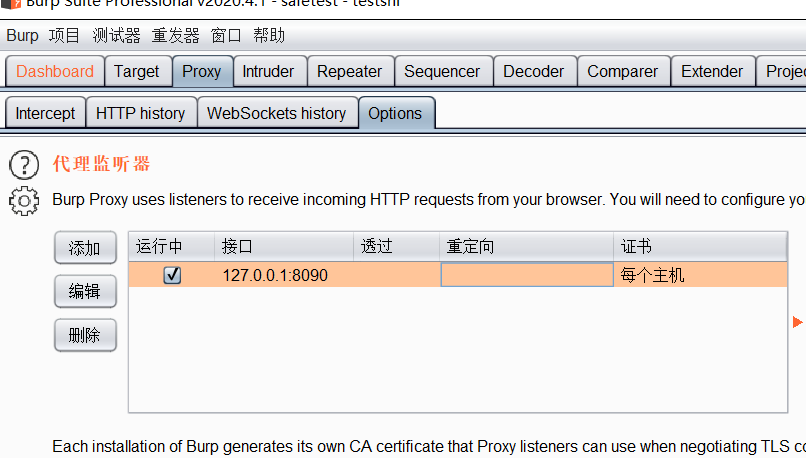 Burp Suite Professional v2020.4.1 - safetest - testshi
Burp 项目 测试器 重发器 窗口 帮助
Dashboard Target Proxy Intruder Repeater Sequencer Decoder Comparer Extender Projec
Intercept HTTP history WebSockets history Options
代理监听器
Burp Proxy uses listeners to receive incoming HTTP requests from your browser. You will need to configure yo
添加 运行中 接口 透过 重定向 证书
127.0.0.1:8090 每个主机
编辑
删除
Each installation of Burp generates its own CA certificate that Proxy listeners can use when negotiating TLS co